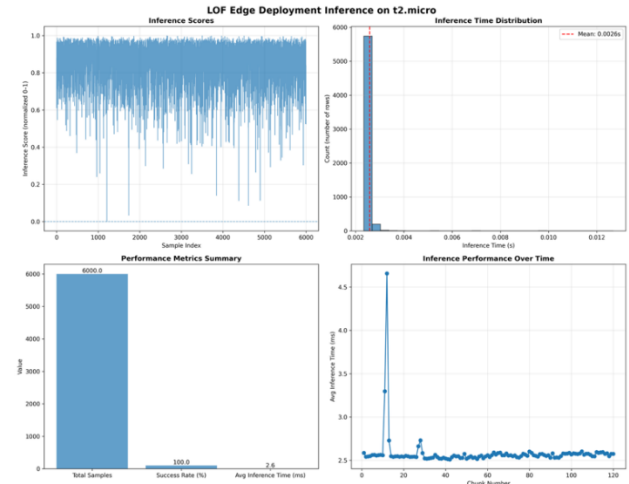 LOF Edge Deployment Inference on t2.micro
Inference Scores
Inference Score (normalized 0–1)
1.0
0.8
0.6
0.4
0.2
0.0
0 1000 2000 3000 4000 5000 6000
Sample Index
Inference Time Distribution
Mean: 0.0026s
Count (number of rows)
6000
5000
4000
3000
2000
1000
0
0.002 0.004 0.006 0.008 0.010 0.012
Inference Time (s)
Performance Metrics Summary
Value
6000
5000
4000
3000
2000
1000
0
6000.0
100.0
2.6
Total Samples Success Rate (%) Avg Inference Time (ms)
Inference Performance Over Time
Avg Inference Time (ms)
4.5
4.0
3.5
3.0
2.5
0 20 40 60 80 100 120
Chunk Number